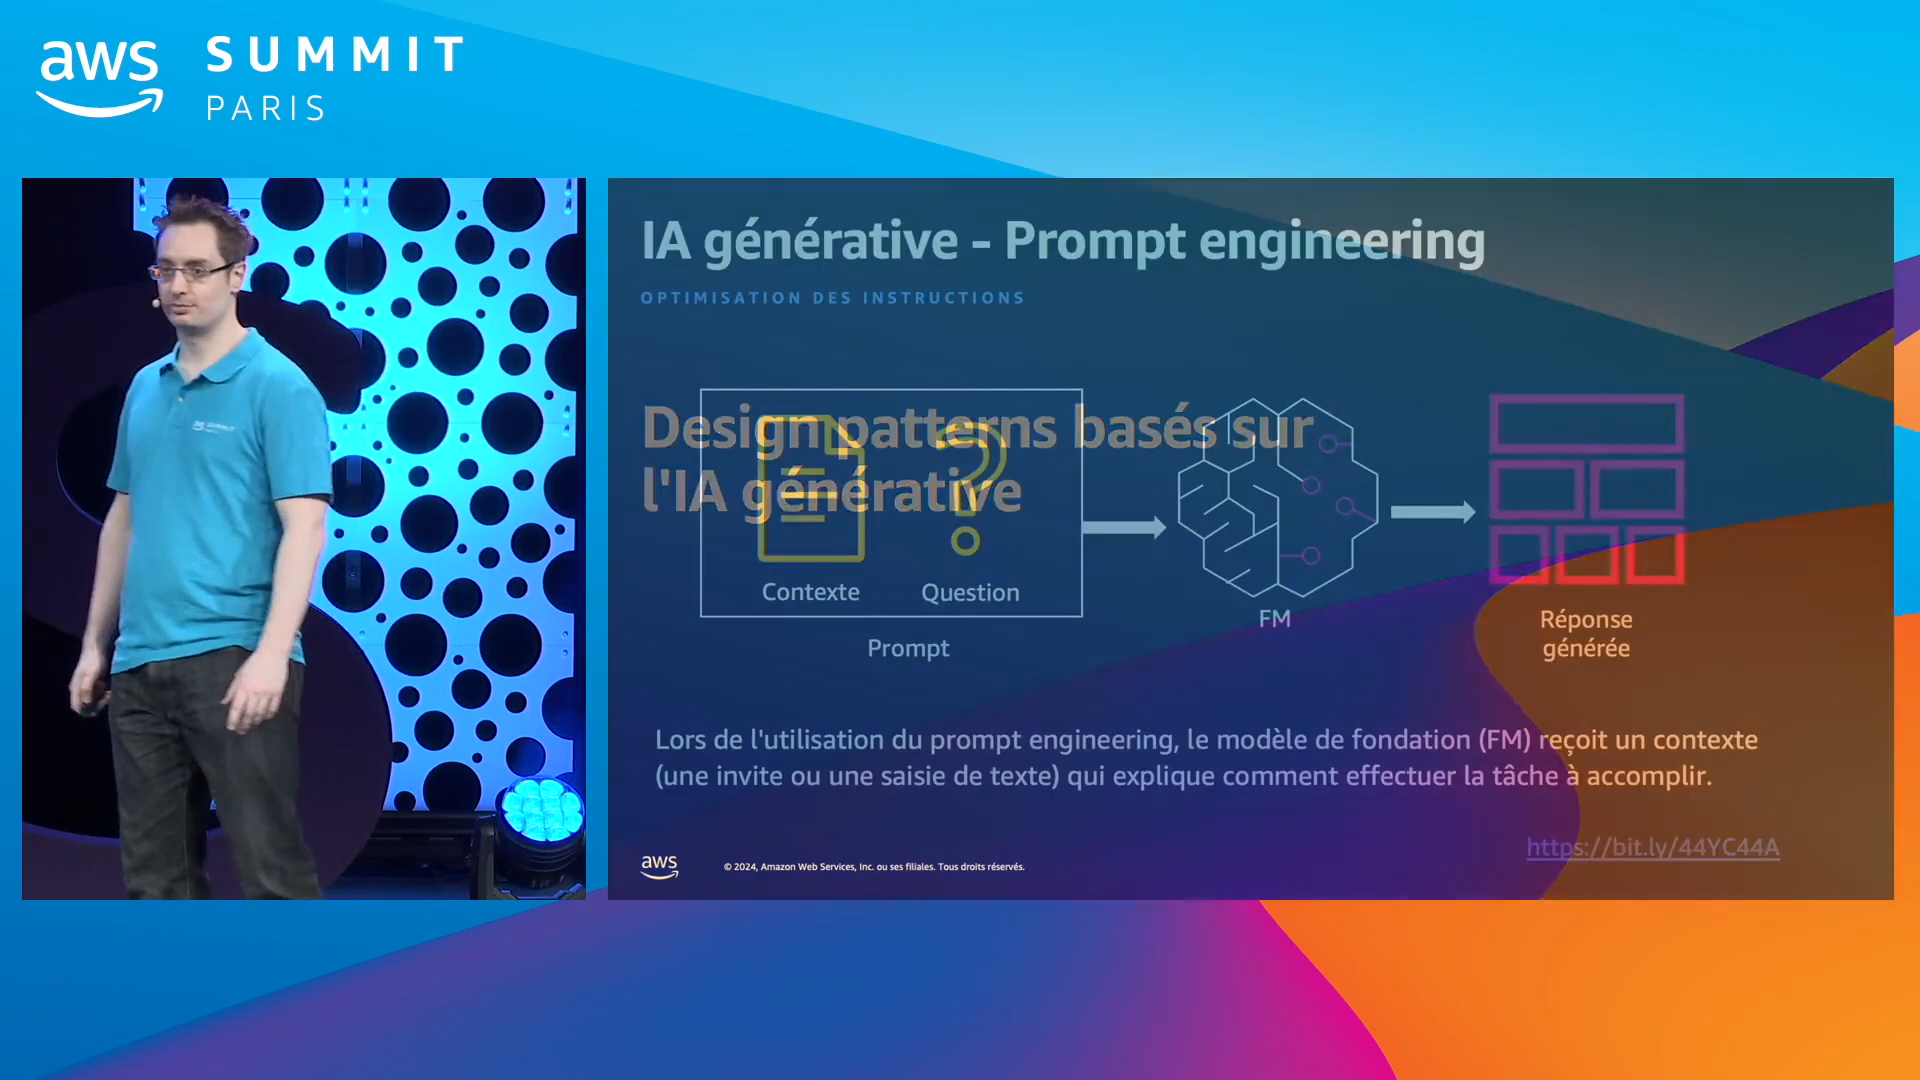 aws
SUMMIT
PARIS
IA générative - Prompt engineering
OPTIMISATION DES INSTRUCTIONS
Design patterns basés sur
l'IA générative
Contexte
Question
Prompt
FM
Réponse
générée
Lors de l'utilisation du prompt engineering, le modèle de fondation (FM) reçoit un contexte
(une invite ou une saisie de texte) qui explique comment effectuer la tâche à accomplir.
https://bit.ly/44YC44A
aws
© 2024, Amazon Web Services, Inc. ou ses filiales. Tous droits réservés.